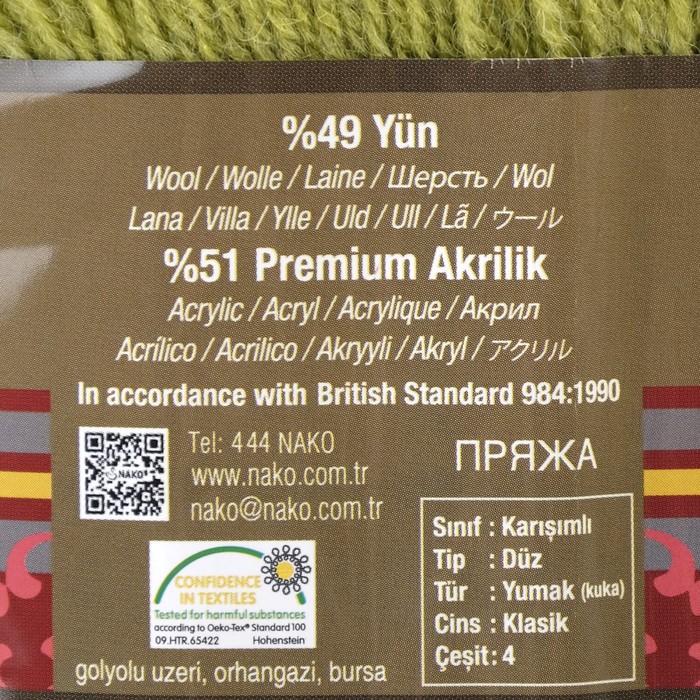 %49 Yün
Wool / Wolle / Laine / Шерсть / Wol
Lana / Villa / Ylle / Uld / Ull / Lã / ウール
%51 Premium Akrilik
Acrylic / Acryl / Acrylique / Акрил
Acrílico / Acrilico / Akryyli / Akryl / アクリル
In accordance with British Standard 984:1990
NAKO
Tel: 444 NAKO
www.nako.com.tr
nako@nako.com.tr
ПРЯЖА
Sınıf : Karışımlı
Tip : Düz
Tür : Yumak (kuka)
Cins : Klasik
Çeşit: 4
CONFIDENCE
IN TEXTILES
Tested for harmful substances
according to Oeko-Tex® Standard 100
09.HTR.65422 Hohenstein
golyolu uzeri, orhangazi, bursa